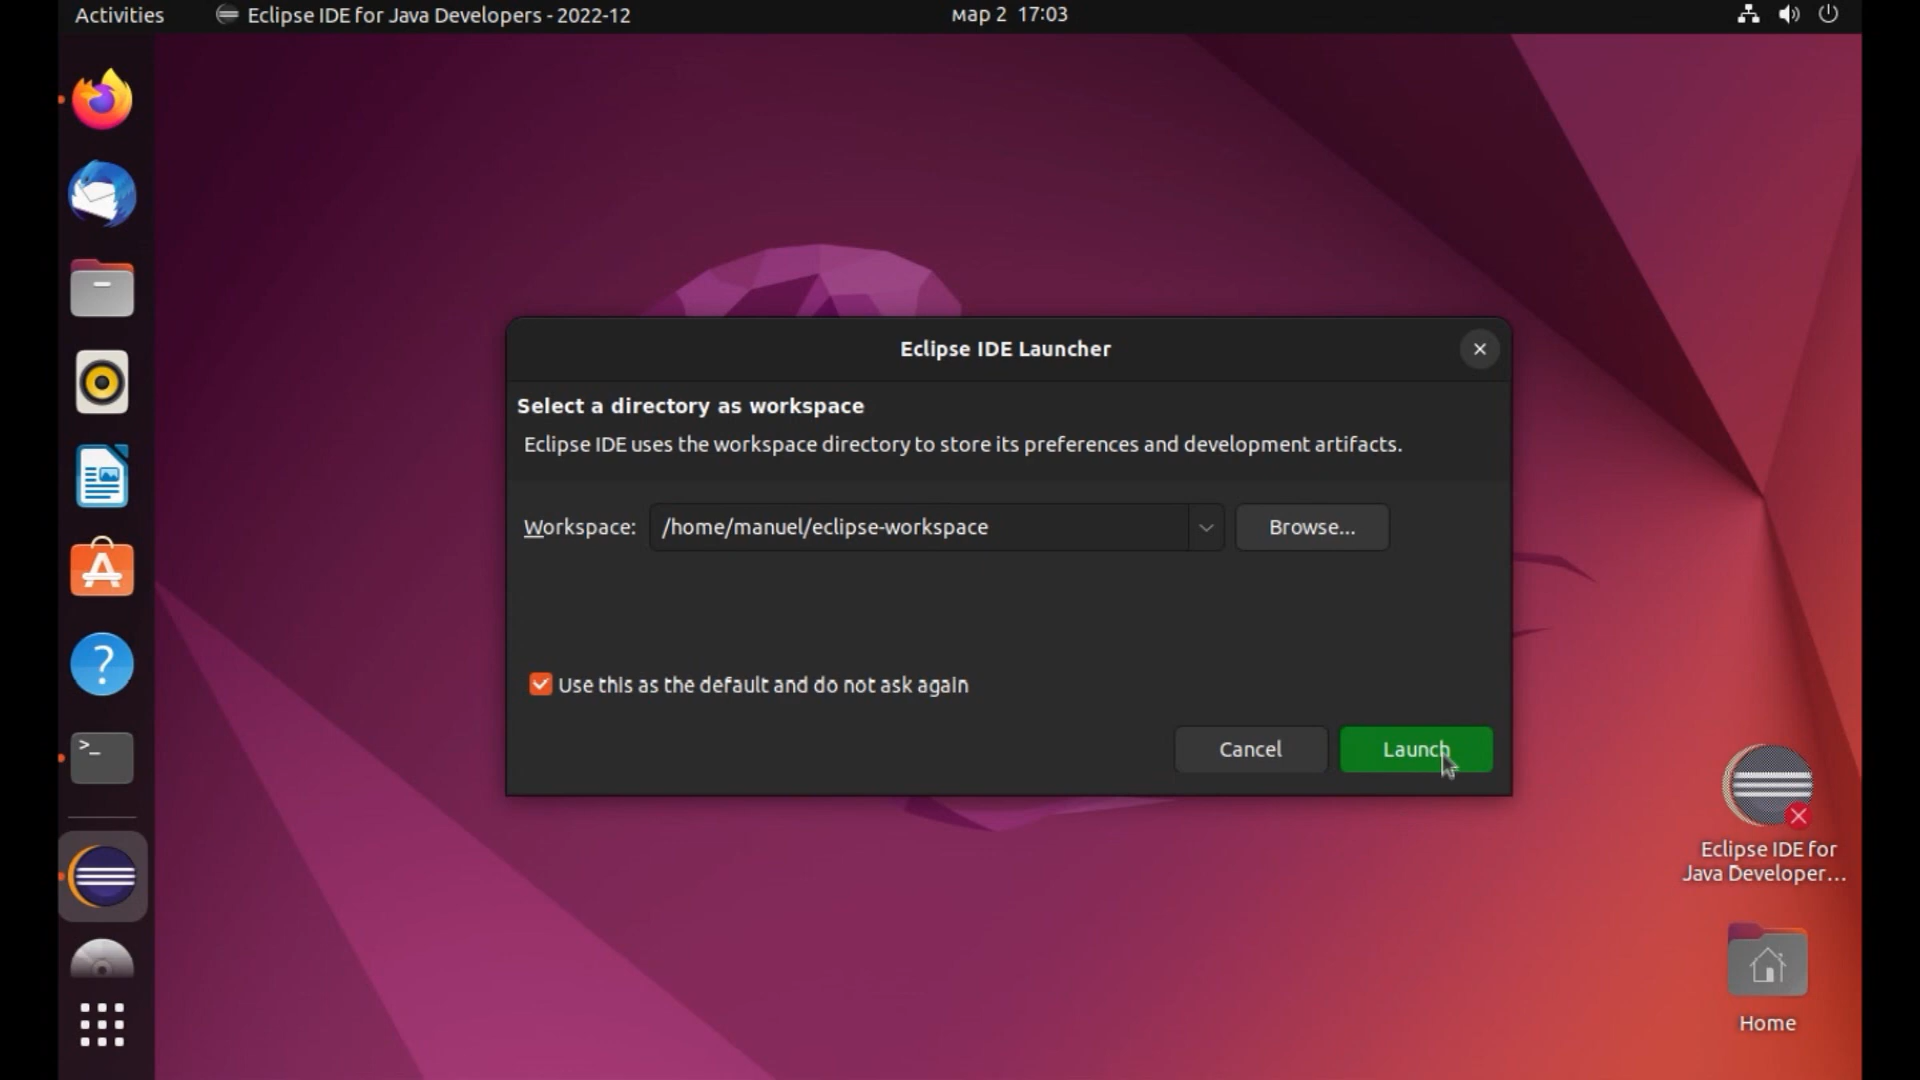 Activities
Eclipse IDE for Java Developers - 2022-12
мар 2 17:03
Eclipse IDE Launcher
Select a directory as workspace
Eclipse IDE uses the workspace directory to store its preferences and development artifacts.
Workspace: /home/manuel/eclipse-workspace
Browse...
Use this as the default and do not ask again
Cancel
Launch
Eclipse IDE for
Java Developer...
Home